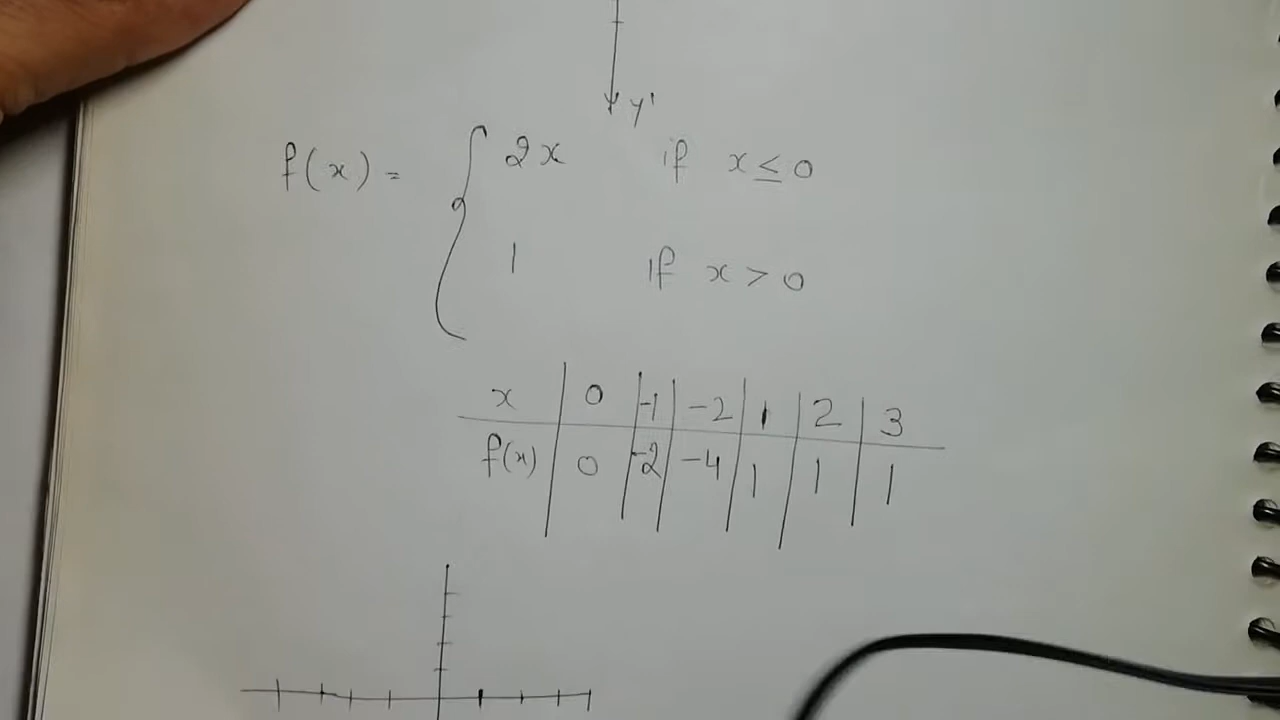 y'
f(x) = { 2x if x ≤ 0
1 if x > 0
x | 0 | -1 | -2 | 1 | 2 | 3
f(x) | 0 | -2 | -4 | 1 | 1 | 1